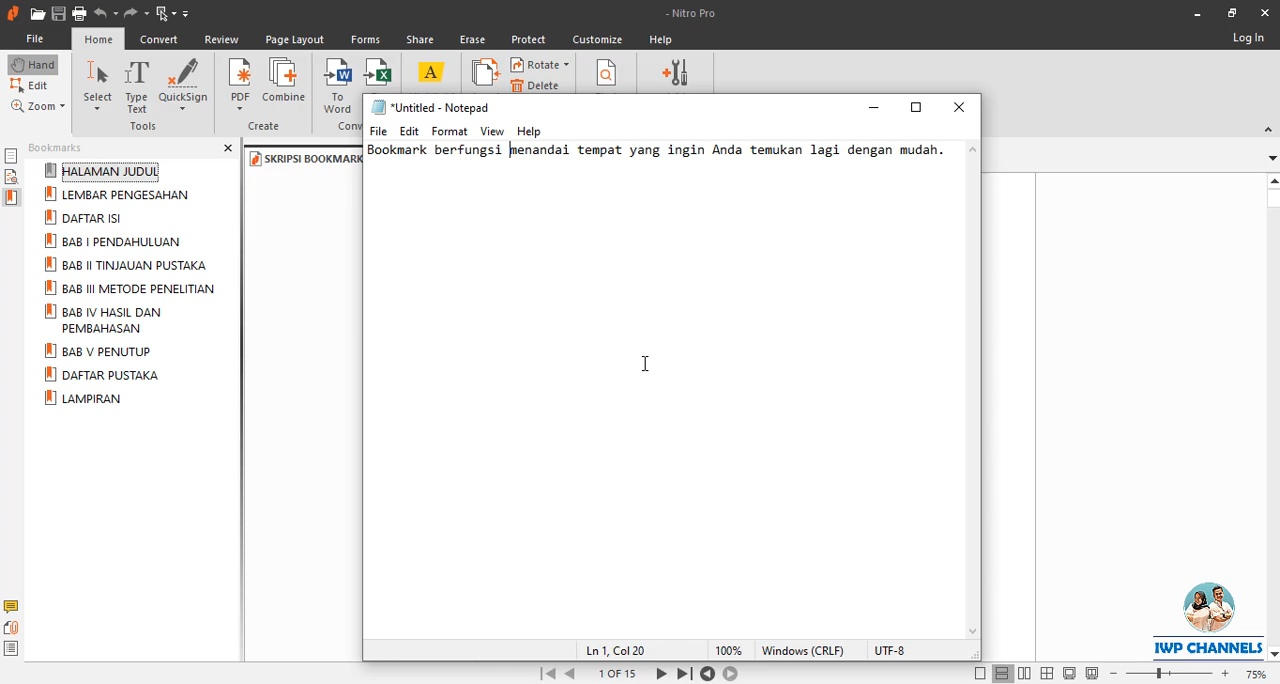 - Nitro Pro
File Home Convert Review Page Layout Forms Share Erase Protect Customize Help Log In
Hand
Edit
Zoom
Select
Type
Text
QuickSign
Tools
PDF
Combine
Create
To
Word
Rotate
Delete
Bookmarks
HALAMAN JUDUL
LEMBAR PENGESAHAN
DAFTAR ISI
BAB I PENDAHULUAN
BAB II TINJAUAN PUSTAKA
BAB III METODE PENELITIAN
BAB IV HASIL DAN
PEMBAHASAN
BAB V PENUTUP
DAFTAR PUSTAKA
LAMPIRAN
SKRIPSI BOOKMARK
*Untitled - Notepad
File Edit Format View Help
Bookmark berfungsi menandai tempat yang ingin Anda temukan lagi dengan mudah.
Ln 1, Col 20 100% Windows (CRLF) UTF-8
IWP CHANNELS
1 OF 15
75%